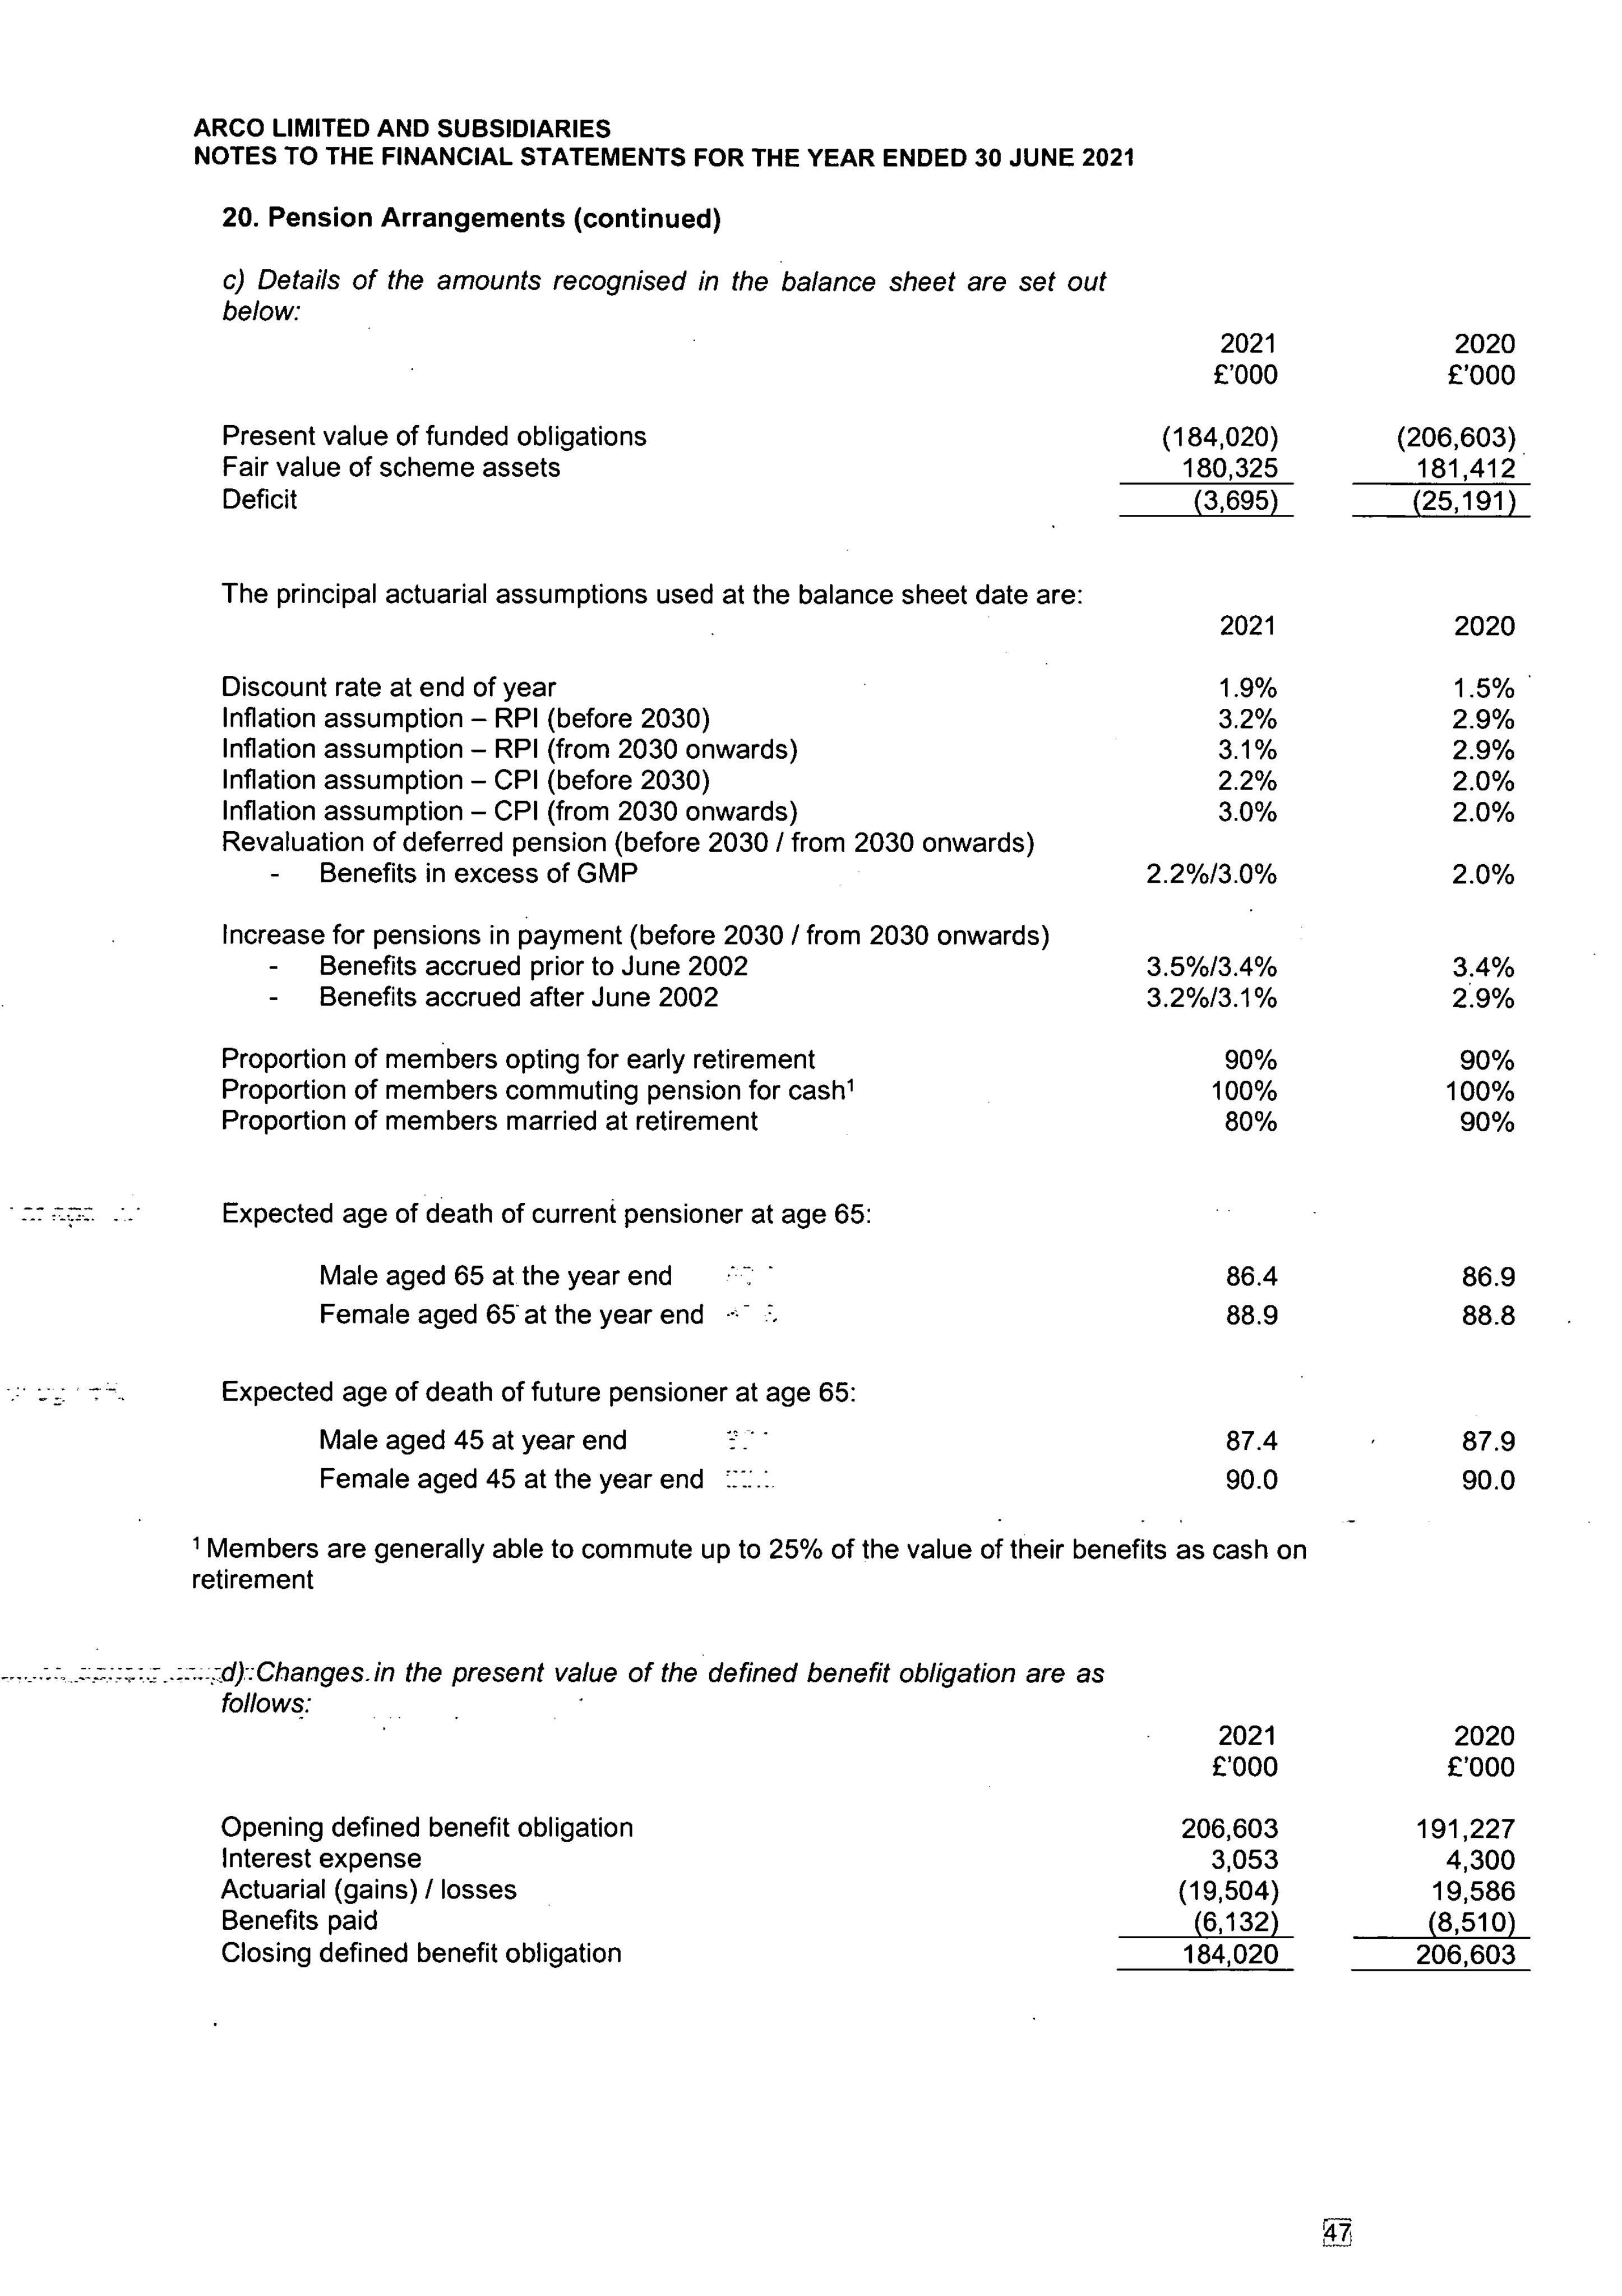 ARCO LIMITED AND SUBSIDIARIES
NOTES TO THE FINANCIAL STATEMENTS FOR THE YEAR ENDED 30 JUNE 2021
20. Pension Arrangements (continued)
c) Details of the amounts recognised in the balance sheet are set out
below:
2021 2020
£'000 £'000
Present value of funded obligations (184,020) (206,603)
Fair value of scheme assets 180,325 181,412
Deficit (3,695) (25,191)
The principal actuarial assumptions used at the balance sheet date are:
2021 2020
Discount rate at end of year 1.9% 1.5%
Inflation assumption – RPI (before 2030) 3.2% 2.9%
Inflation assumption – RPI (from 2030 onwards) 3.1% 2.9%
Inflation assumption – CPI (before 2030) 2.2% 2.0%
Inflation assumption – CPI (from 2030 onwards) 3.0% 2.0%
Revaluation of deferred pension (before 2030 / from 2030 onwards)
- Benefits in excess of GMP 2.2%/3.0% 2.0%
Increase for pensions in payment (before 2030 / from 2030 onwards)
- Benefits accrued prior to June 2002 3.5%/3.4% 3.4%
- Benefits accrued after June 2002 3.2%/3.1% 2.9%
Proportion of members opting for early retirement 90% 90%
Proportion of members commuting pension for cash¹ 100% 100%
Proportion of members married at retirement 80% 90%
Expected age of death of current pensioner at age 65:
Male aged 65 at the year end 86.4 86.9
Female aged 65 at the year end 88.9 88.8
Expected age of death of future pensioner at age 65:
Male aged 45 at year end 87.4 87.9
Female aged 45 at the year end 90.0 90.0
¹ Members are generally able to commute up to 25% of the value of their benefits as cash on
retirement
d) Changes in the present value of the defined benefit obligation are as
follows:
2021 2020
£'000 £'000
Opening defined benefit obligation 206,603 191,227
Interest expense 3,053 4,300
Actuarial (gains) / losses (19,504) 19,586
Benefits paid (6,132) (8,510)
Closing defined benefit obligation 184,020 206,603
47